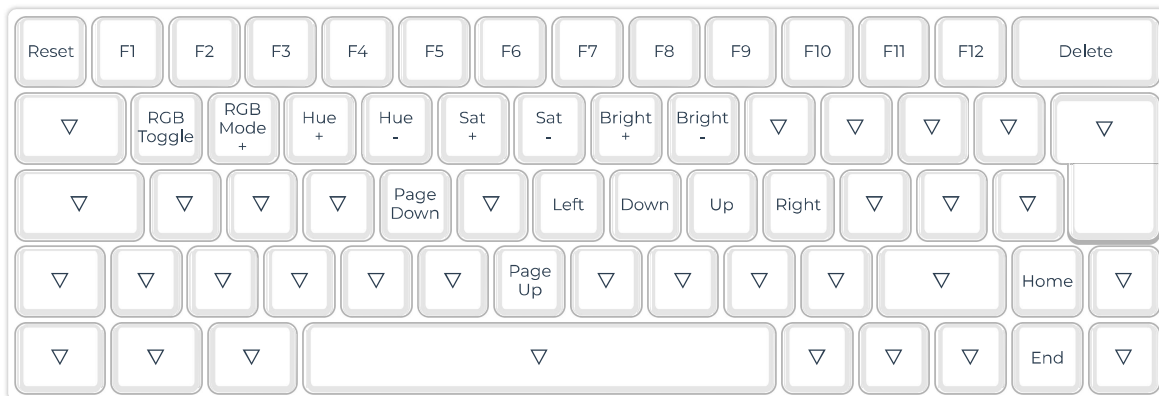 Reset F1 F2 F3 F4 F5 F6 F7 F8 F9 F10 F11 F12 Delete
▽ RGB Toggle RGB Mode + Hue + Hue - Sat + Sat - Bright + Bright - ▽ ▽ ▽ ▽ ▽
▽ ▽ ▽ ▽ Page Down ▽ Left Down Up Right ▽ ▽ ▽
▽ ▽ ▽ ▽ ▽ ▽ Page Up ▽ ▽ ▽ ▽ ▽ Home ▽
▽ ▽ ▽ ▽ ▽ ▽ ▽ End ▽